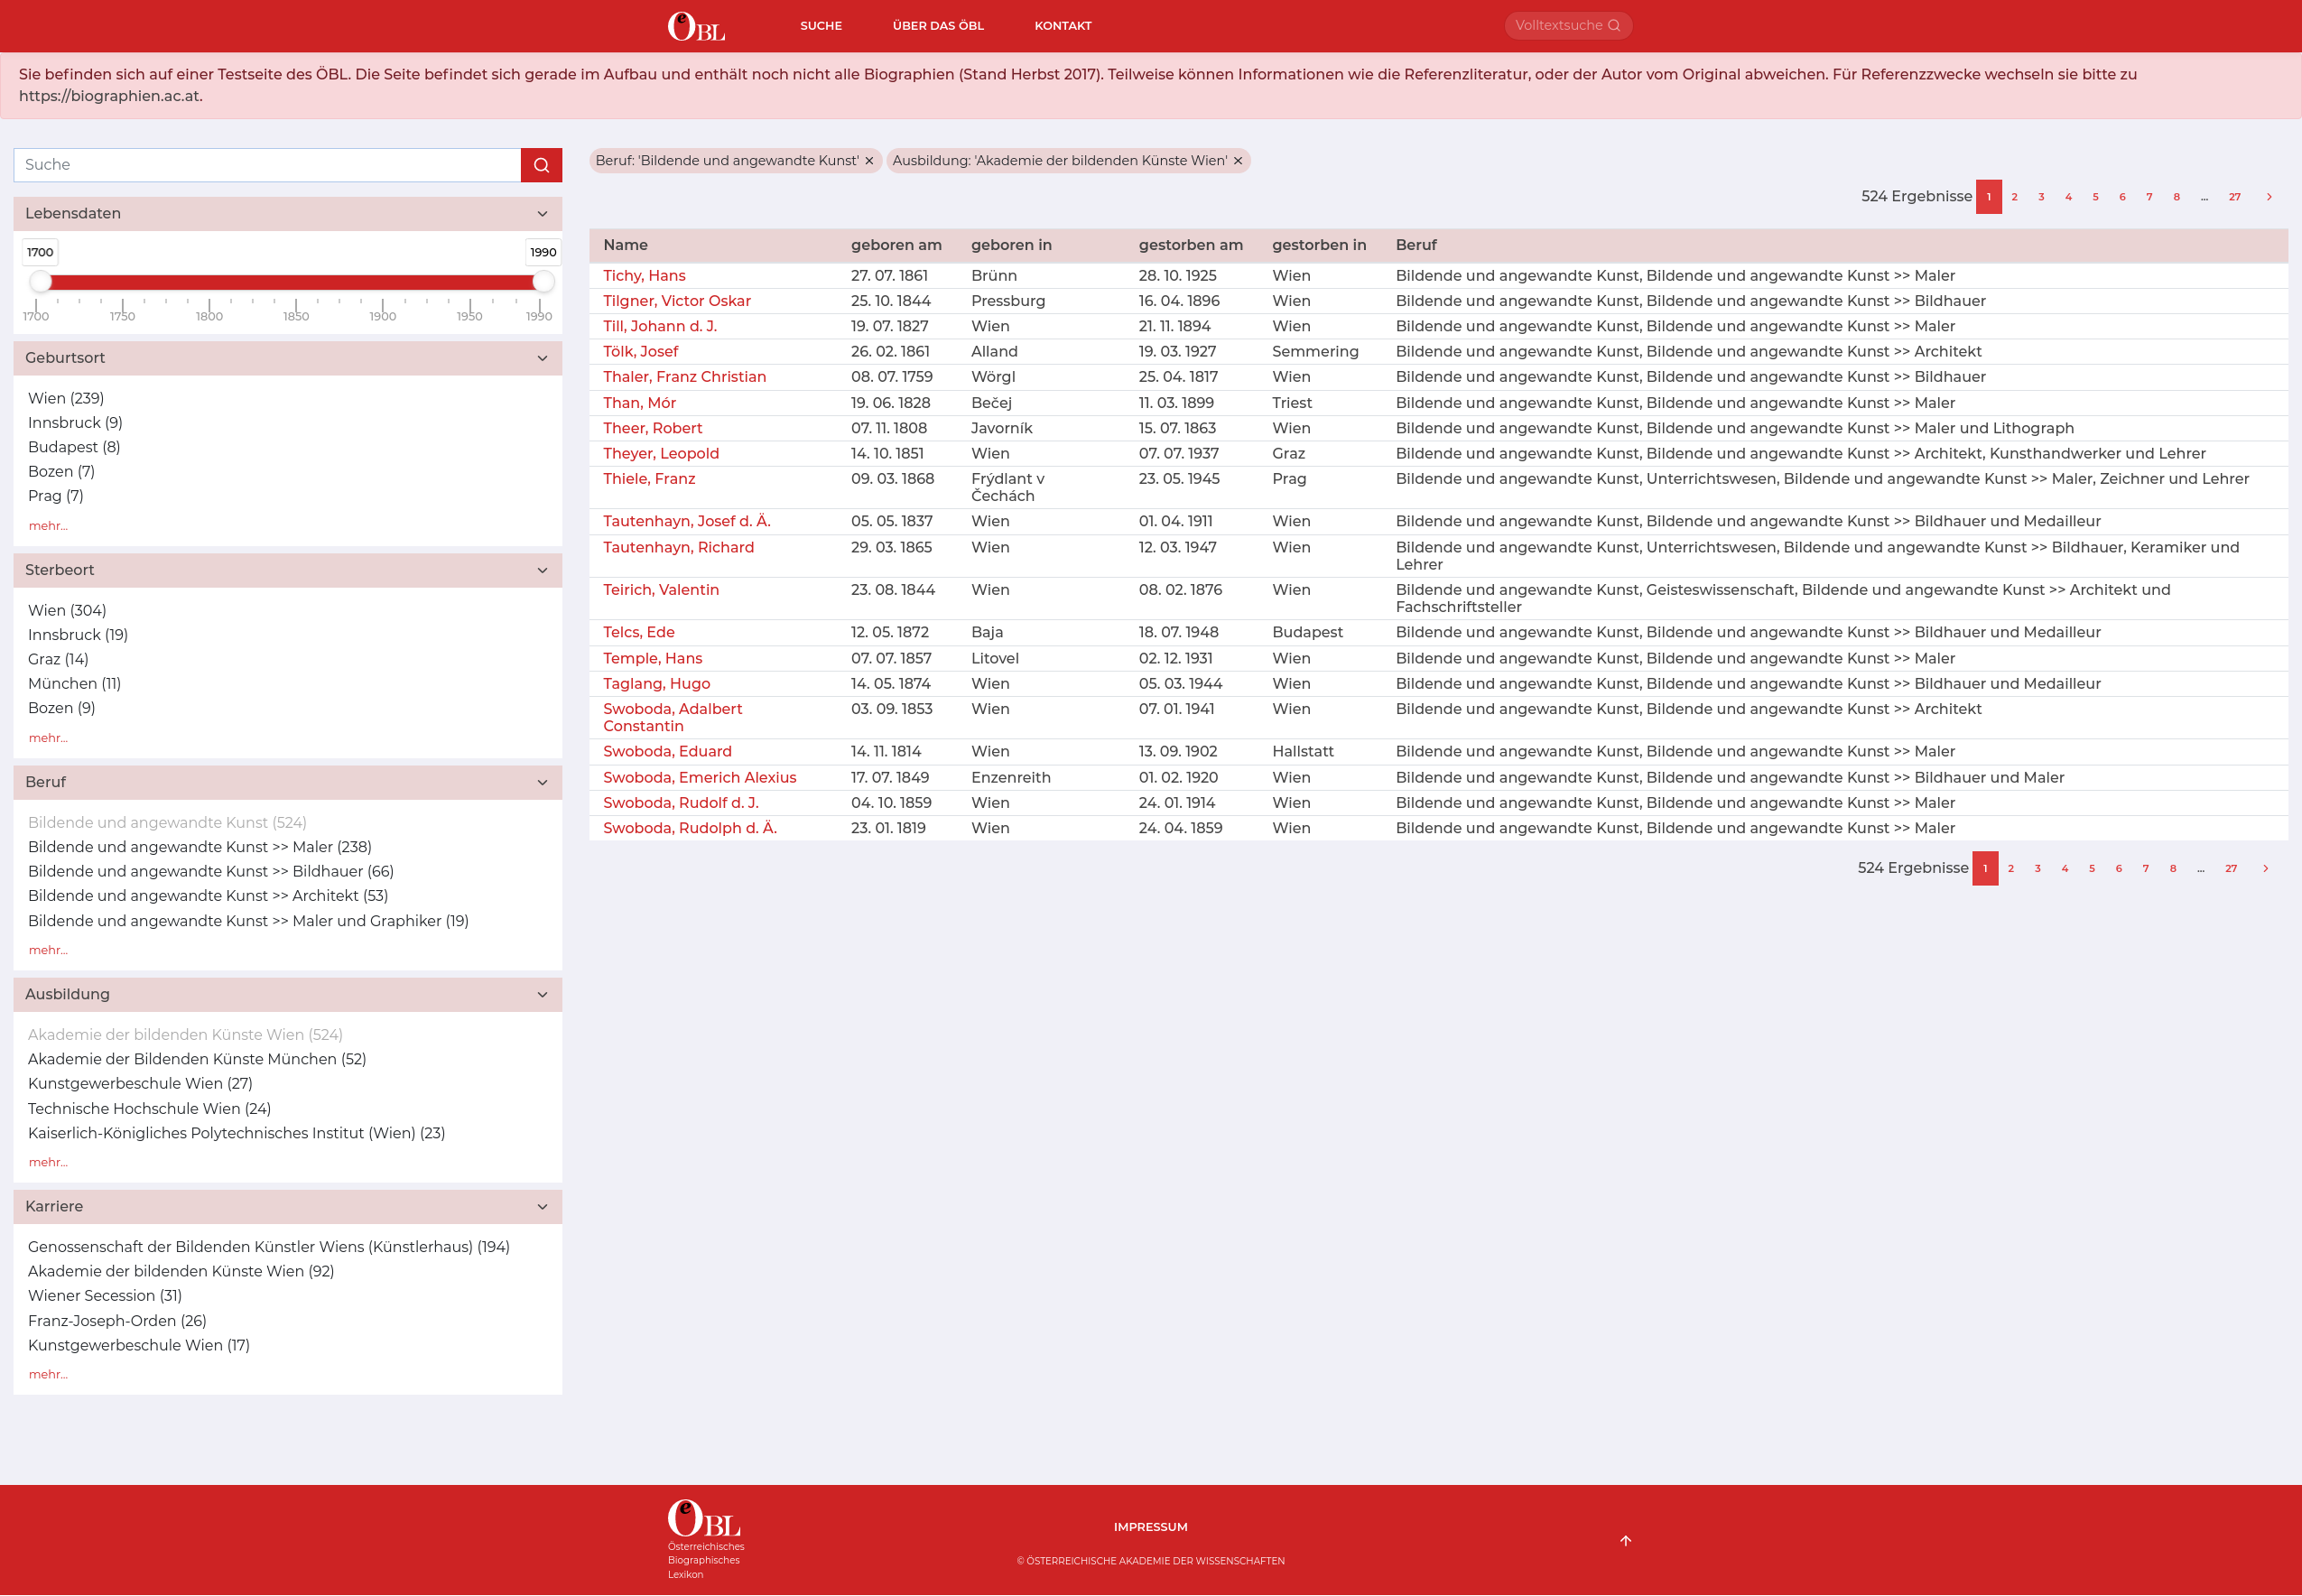 ÖBL SUCHE ÜBER DAS ÖBL KONTAKT Volltextsuche
Sie befinden sich auf einer Testseite des ÖBL. Die Seite befindet sich gerade im Aufbau und enthält noch nicht alle Biographien (Stand Herbst 2017). Teilweise können Informationen wie die Referenzliteratur, oder der Autor vom Original abweichen. Für Referenzzwecke wechseln sie bitte zu
https://biographien.ac.at.
Suche
Lebensdaten
1700 1990
1700 1750 1800 1850 1900 1950 1990
Geburtsort
Wien (239)
Innsbruck (9)
Budapest (8)
Bozen (7)
Prag (7)
mehr...
Sterbeort
Wien (304)
Innsbruck (19)
Graz (14)
München (11)
Bozen (9)
mehr...
Beruf
Bildende und angewandte Kunst (524)
Bildende und angewandte Kunst >> Maler (238)
Bildende und angewandte Kunst >> Bildhauer (66)
Bildende und angewandte Kunst >> Architekt (53)
Bildende und angewandte Kunst >> Maler und Graphiker (19)
mehr...
Ausbildung
Akademie der bildenden Künste Wien (524)
Akademie der Bildenden Künste München (52)
Kunstgewerbeschule Wien (27)
Technische Hochschule Wien (24)
Kaiserlich-Königliches Polytechnisches Institut (Wien) (23)
mehr...
Karriere
Genossenschaft der Bildenden Künstler Wiens (Künstlerhaus) (194)
Akademie der bildenden Künste Wien (92)
Wiener Secession (31)
Franz-Joseph-Orden (26)
Kunstgewerbeschule Wien (17)
mehr...
Beruf: 'Bildende und angewandte Kunst' ✕ Ausbildung: 'Akademie der bildenden Künste Wien' ✕
524 Ergebnisse 1 2 3 4 5 6 7 8 ... 27 >
Name geboren am geboren in gestorben am gestorben in Beruf
Tichy, Hans 27. 07. 1861 Brünn 28. 10. 1925 Wien Bildende und angewandte Kunst, Bildende und angewandte Kunst >> Maler
Tilgner, Victor Oskar 25. 10. 1844 Pressburg 16. 04. 1896 Wien Bildende und angewandte Kunst, Bildende und angewandte Kunst >> Bildhauer
Till, Johann d. J. 19. 07. 1827 Wien 21. 11. 1894 Wien Bildende und angewandte Kunst, Bildende und angewandte Kunst >> Maler
Tölk, Josef 26. 02. 1861 Alland 19. 03. 1927 Semmering Bildende und angewandte Kunst, Bildende und angewandte Kunst >> Architekt
Thaler, Franz Christian 08. 07. 1759 Wörgl 25. 04. 1817 Wien Bildende und angewandte Kunst, Bildende und angewandte Kunst >> Bildhauer
Than, Mór 19. 06. 1828 Bečej 11. 03. 1899 Triest Bildende und angewandte Kunst, Bildende und angewandte Kunst >> Maler
Theer, Robert 07. 11. 1808 Javorník 15. 07. 1863 Wien Bildende und angewandte Kunst, Bildende und angewandte Kunst >> Maler und Lithograph
Theyer, Leopold 14. 10. 1851 Wien 07. 07. 1937 Graz Bildende und angewandte Kunst, Bildende und angewandte Kunst >> Architekt, Kunsthandwerker und Lehrer
Thiele, Franz 09. 03. 1868 Frýdlant v 23. 05. 1945 Prag Bildende und angewandte Kunst, Unterrichtswesen, Bildende und angewandte Kunst >> Maler, Zeichner und Lehrer
Čechách
Tautenhayn, Josef d. Ä. 05. 05. 1837 Wien 01. 04. 1911 Wien Bildende und angewandte Kunst, Bildende und angewandte Kunst >> Bildhauer und Medailleur
Tautenhayn, Richard 29. 03. 1865 Wien 12. 03. 1947 Wien Bildende und angewandte Kunst, Unterrichtswesen, Bildende und angewandte Kunst >> Bildhauer, Keramiker und
Lehrer
Teirich, Valentin 23. 08. 1844 Wien 08. 02. 1876 Wien Bildende und angewandte Kunst, Geisteswissenschaft, Bildende und angewandte Kunst >> Architekt und
Fachschriftsteller
Telcs, Ede 12. 05. 1872 Baja 18. 07. 1948 Budapest Bildende und angewandte Kunst, Bildende und angewandte Kunst >> Bildhauer und Medailleur
Temple, Hans 07. 07. 1857 Litovel 02. 12. 1931 Wien Bildende und angewandte Kunst, Bildende und angewandte Kunst >> Maler
Taglang, Hugo 14. 05. 1874 Wien 05. 03. 1944 Wien Bildende und angewandte Kunst, Bildende und angewandte Kunst >> Bildhauer und Medailleur
Swoboda, Adalbert 03. 09. 1853 Wien 07. 01. 1941 Wien Bildende und angewandte Kunst, Bildende und angewandte Kunst >> Architekt
Constantin
Swoboda, Eduard 14. 11. 1814 Wien 13. 09. 1902 Hallstatt Bildende und angewandte Kunst, Bildende und angewandte Kunst >> Maler
Swoboda, Emerich Alexius 17. 07. 1849 Enzenreith 01. 02. 1920 Wien Bildende und angewandte Kunst, Bildende und angewandte Kunst >> Bildhauer und Maler
Swoboda, Rudolf d. J. 04. 10. 1859 Wien 24. 01. 1914 Wien Bildende und angewandte Kunst, Bildende und angewandte Kunst >> Maler
Swoboda, Rudolph d. Ä. 23. 01. 1819 Wien 24. 04. 1859 Wien Bildende und angewandte Kunst, Bildende und angewandte Kunst >> Maler
524 Ergebnisse 1 2 3 4 5 6 7 8 ... 27 >
ÖBL
Österreichisches
Biographisches
Lexikon
IMPRESSUM
© ÖSTERREICHISCHE AKADEMIE DER WISSENSCHAFTEN